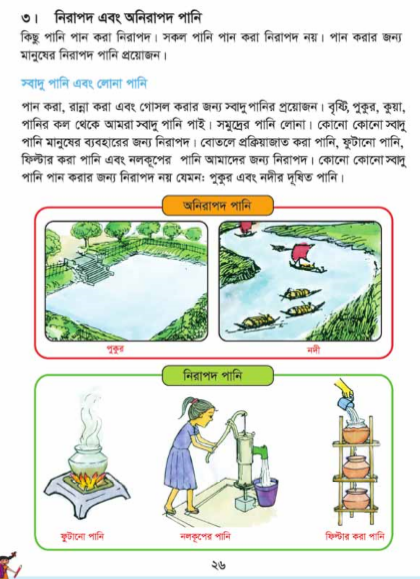 ৩। নিরাপদ এবং অনিরাপদ পানি
কিছু পানি পান করা নিরাপদ। সকল পানি পান করা নিরাপদ নয়। পান করার জন্য
মানুষের নিরাপদ পানি প্রয়োজন।
স্বাদু পানি এবং লোনা পানি
পান করা, রান্না করা এবং গোসল করার জন্য স্বাদু পানির প্রয়োজন। বৃষ্টি, পুকুর, কুয়া,
পানির কল থেকে আমরা স্বাদু পানি পাই। সমুদ্রের পানি লোনা। কোনো কোনো স্বাদু
পানি মানুষের ব্যবহারের জন্য নিরাপদ। বোতলে প্রক্রিয়াজাত করা পানি, ফুটানো পানি,
ফিল্টার করা পানি এবং নলকূপের পানি আমাদের জন্য নিরাপদ। কোনো কোনো স্বাদু
পানি পান করার জন্য নিরাপদ নয় যেমন: পুকুর এবং নদীর দূষিত পানি।
অনিরাপদ পানি
পুকুর
নদী
নিরাপদ পানি
ফুটানো পানি
নলকূপের পানি
ফিল্টার করা পানি
২৬